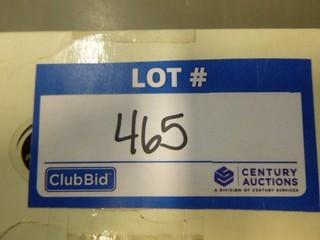 LOT #
465
ClubBid
CENTURY
AUCTIONS
A DIVISION OF CENTURY SERVICES